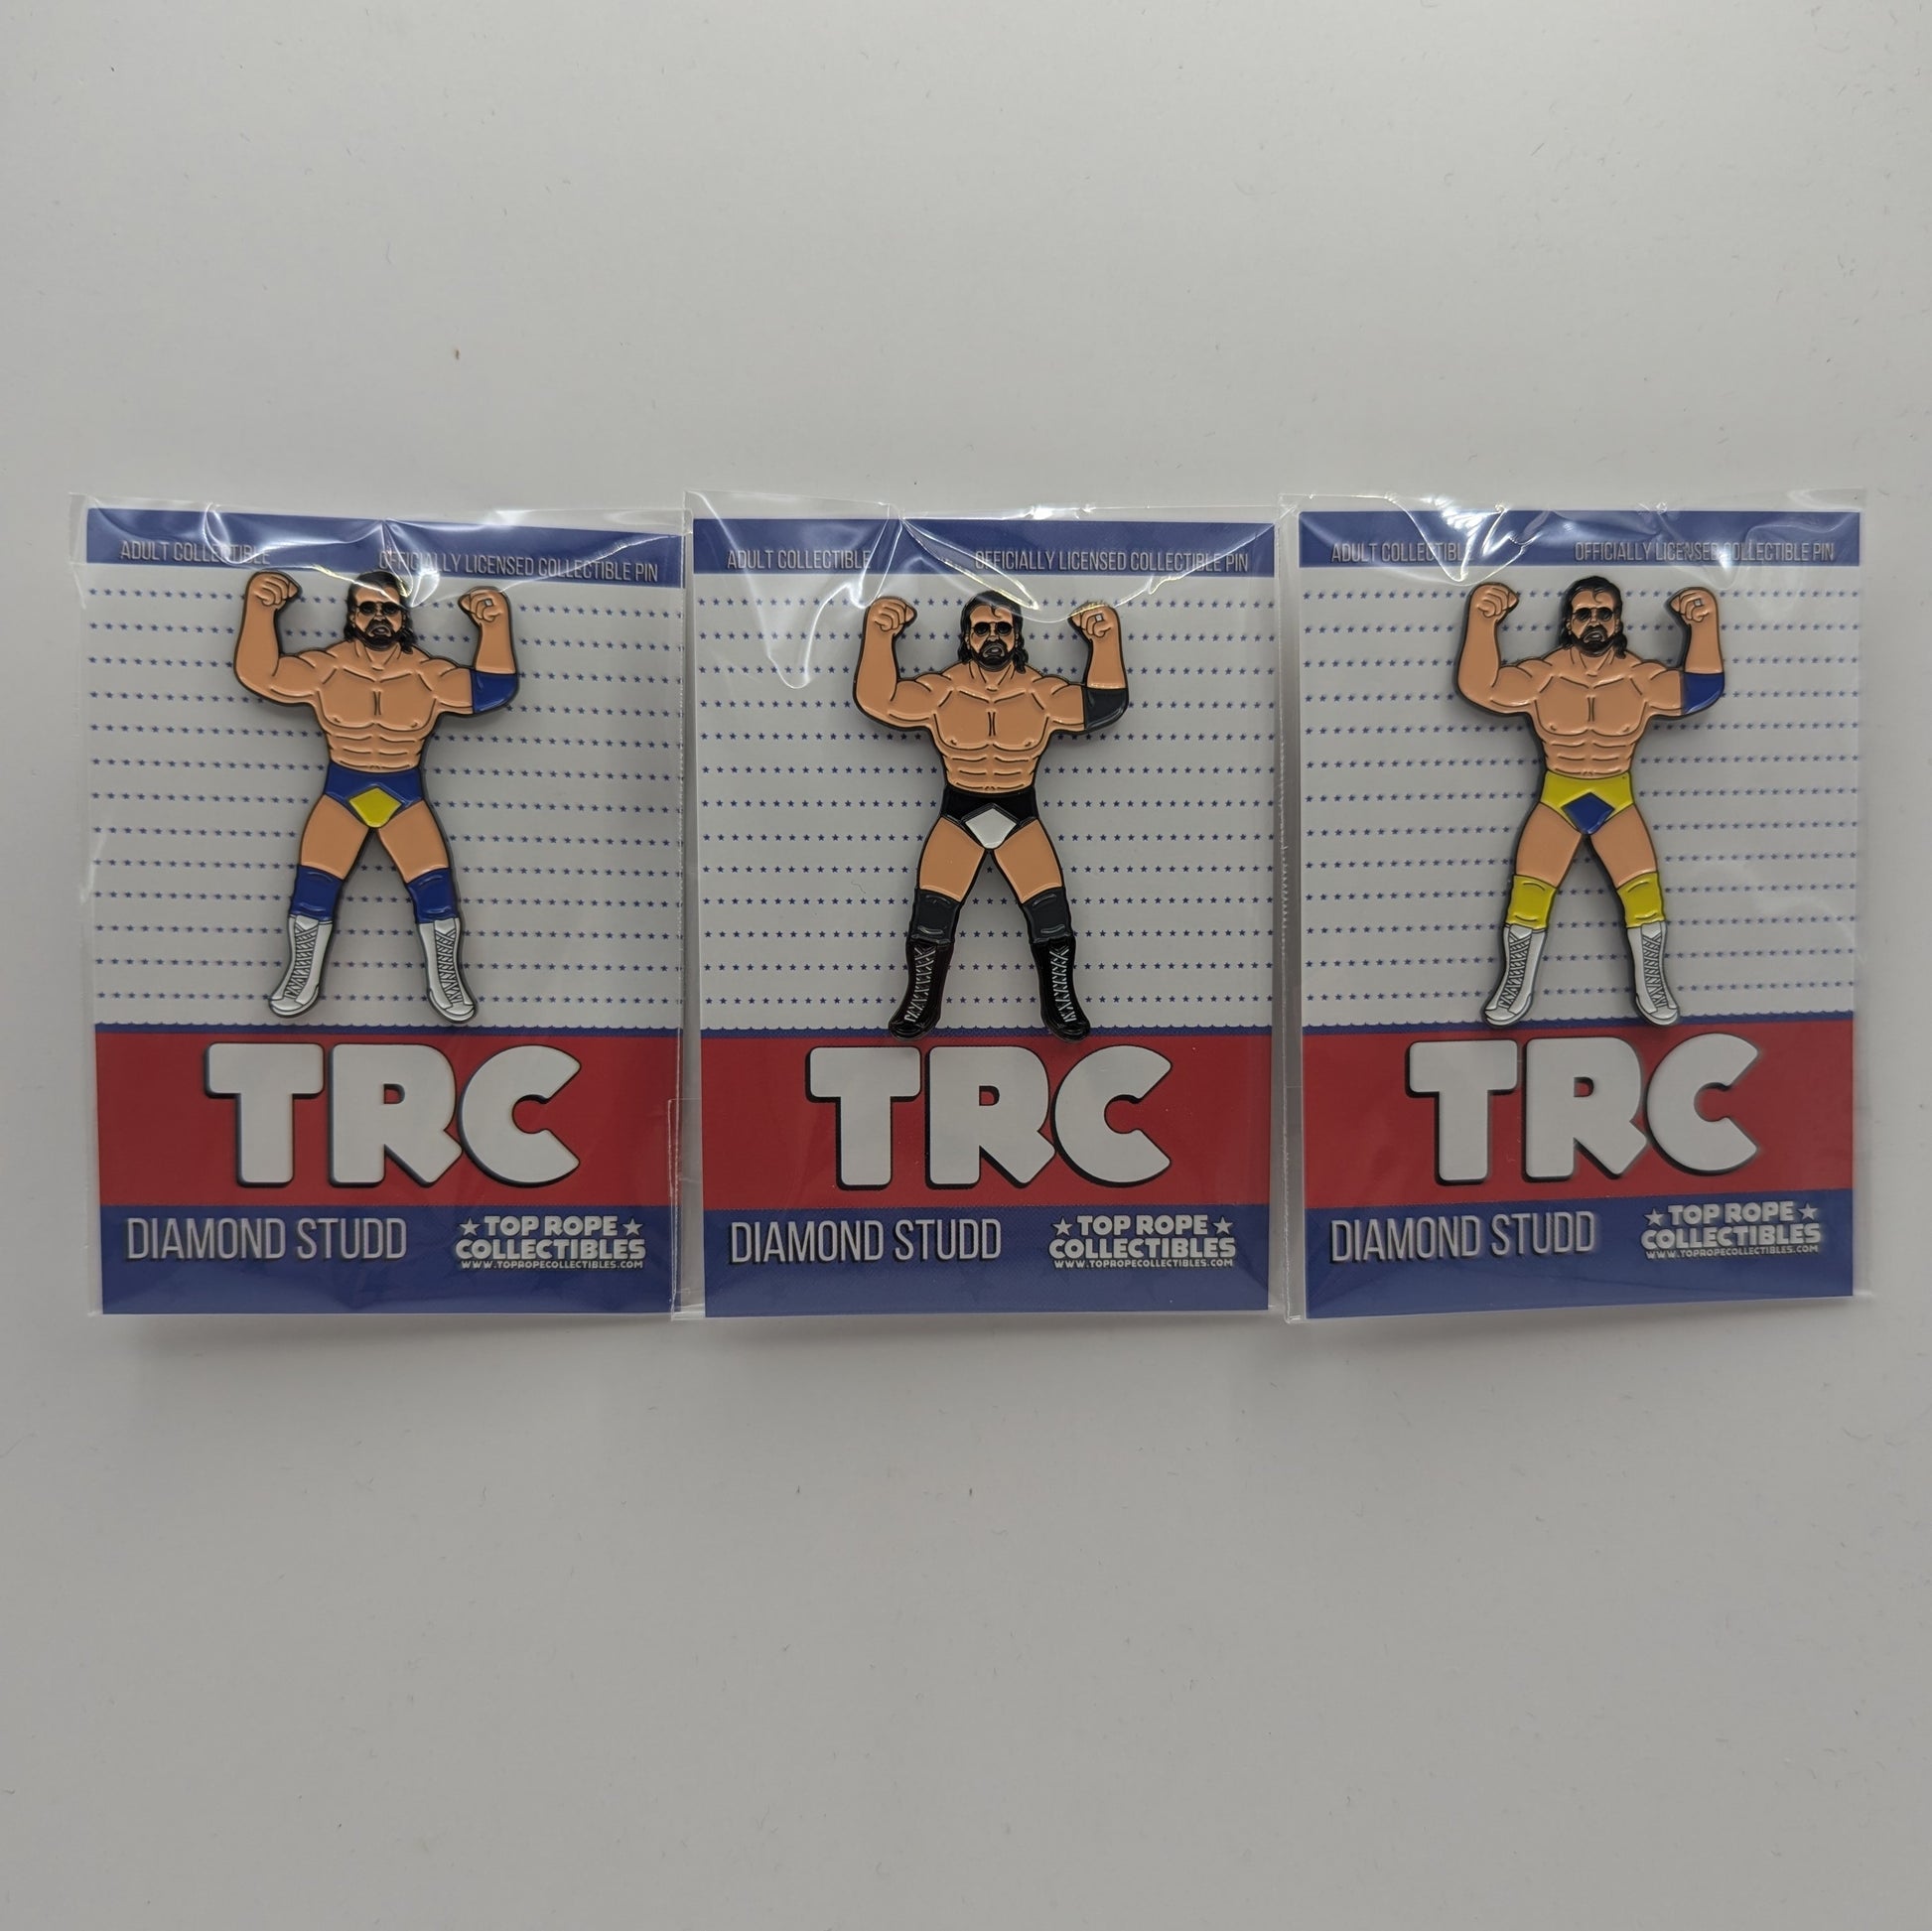 ADULT COLLECTIBLE
OFFICIALLY LICENSED COLLECTIBLE PIN
TRC
DIAMOND STUDD
TOP ROPE
COLLECTIBLES
WWW.TOPROPECOLLECTIBLES.COM
ADULT COLLECTIBLE
OFFICIALLY LICENSED COLLECTIBLE PIN
TRC
DIAMOND STUDD
TOP ROPE
COLLECTIBLES
WWW.TOPROPECOLLECTIBLES.COM
ADULT COLLECTIBLE
OFFICIALLY LICENSED COLLECTIBLE PIN
TRC
DIAMOND STUDD
TOP ROPE
COLLECTIBLES
WWW.TOPROPECOLLECTIBLES.COM